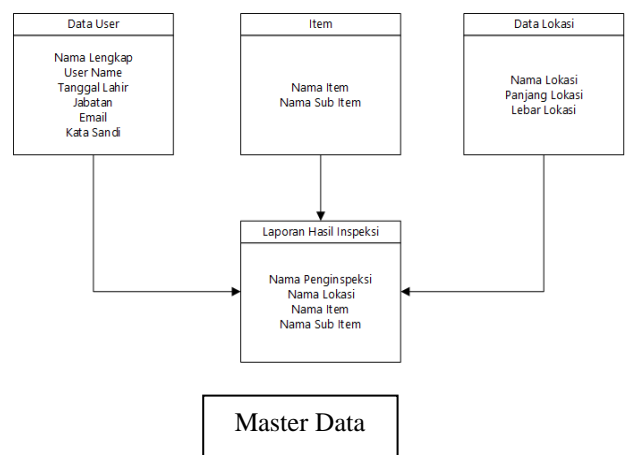 Data User
Nama Lengkap
User Name
Tanggal Lahir
Jabatan
Email
Kata Sandi
Item
Nama Item
Nama Sub Item
Data Lokasi
Nama Lokasi
Panjang Lokasi
Lebar Lokasi
Laporan Hasil Inspeksi
Nama Penginspeksi
Nama Lokasi
Nama Item
Nama Sub Item
Master Data